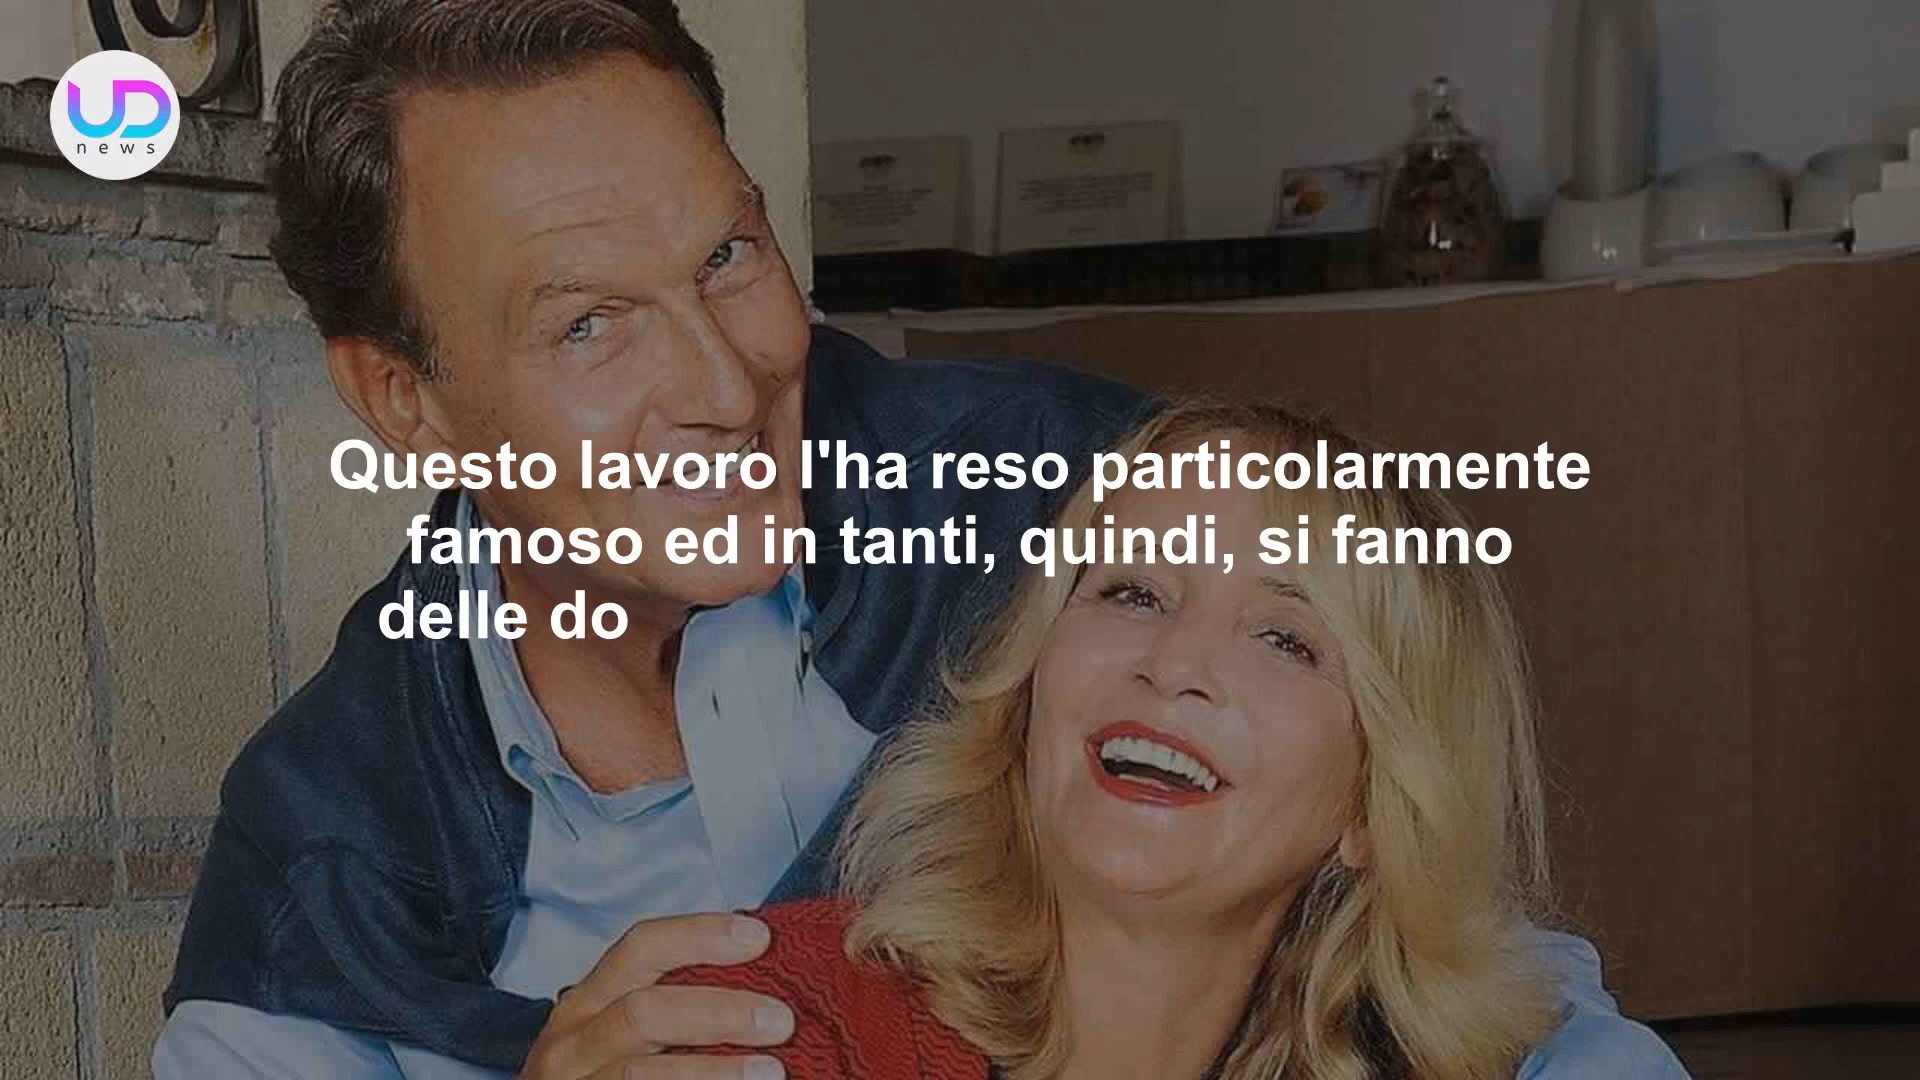 UD
news
Questo lavoro l'ha reso particolarmente
famoso ed in tanti, quindi, si fanno
delle do